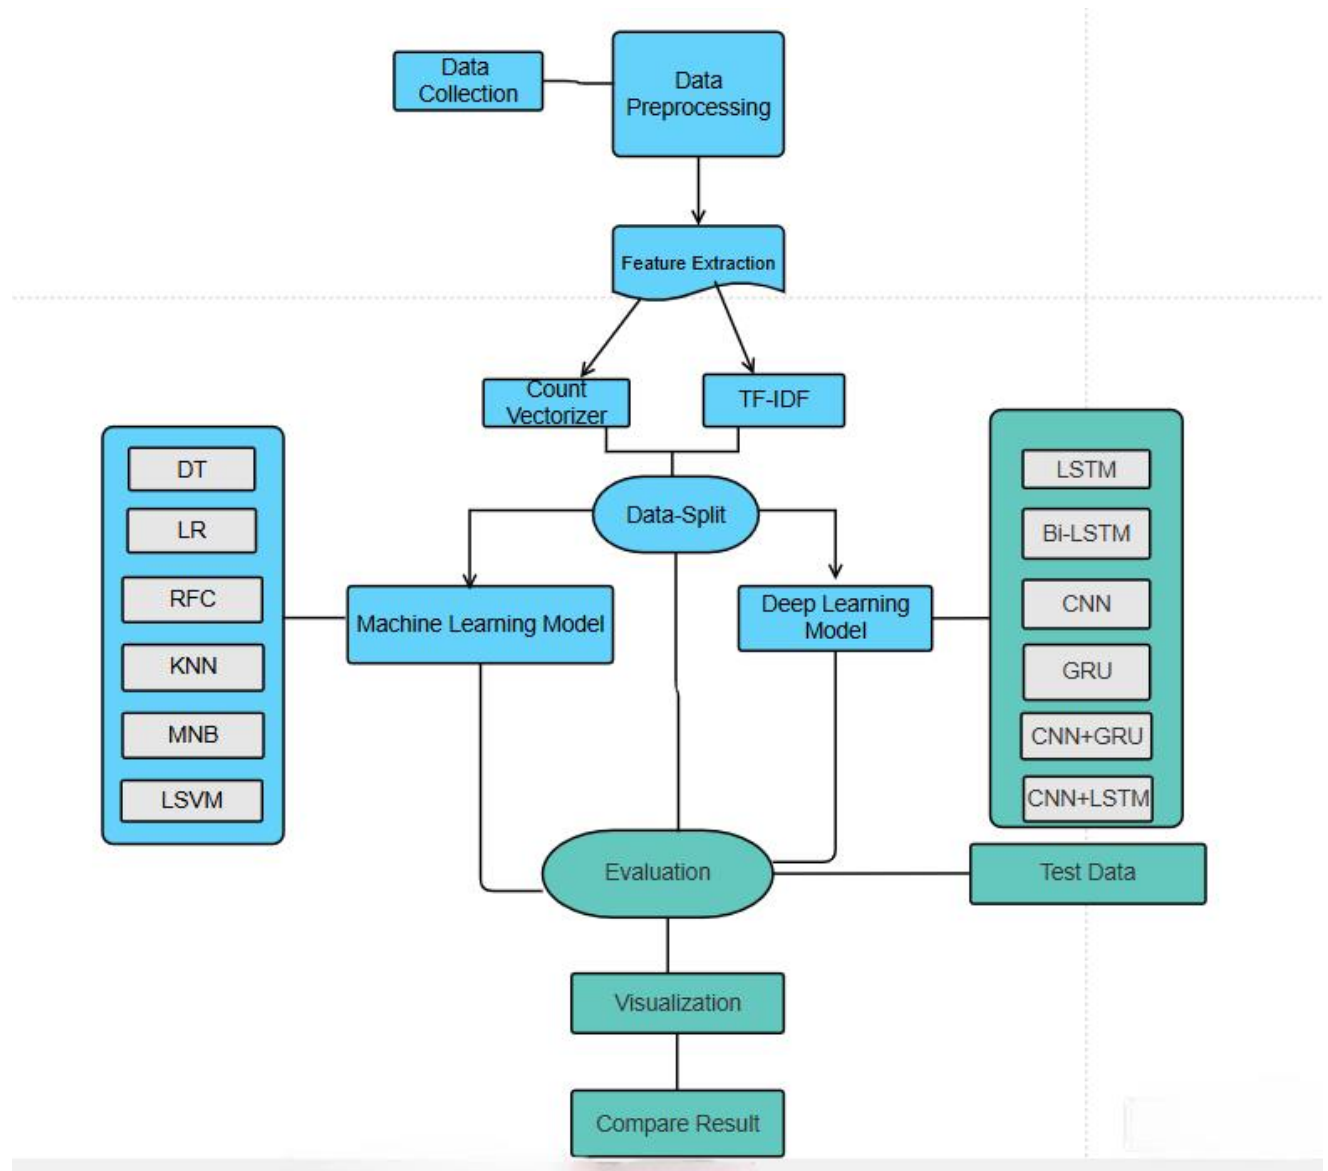 Data
Collection
Data
Preprocessing
Feature Extraction
Count
Vectorizer
TF-IDF
Data-Split
Machine Learning Model
Deep Learning
Model
DT
LR
RFC
KNN
MNB
LSVM
LSTM
Bi-LSTM
CNN
GRU
CNN+GRU
CNN+LSTM
Evaluation
Test Data
Visualization
Compare Result